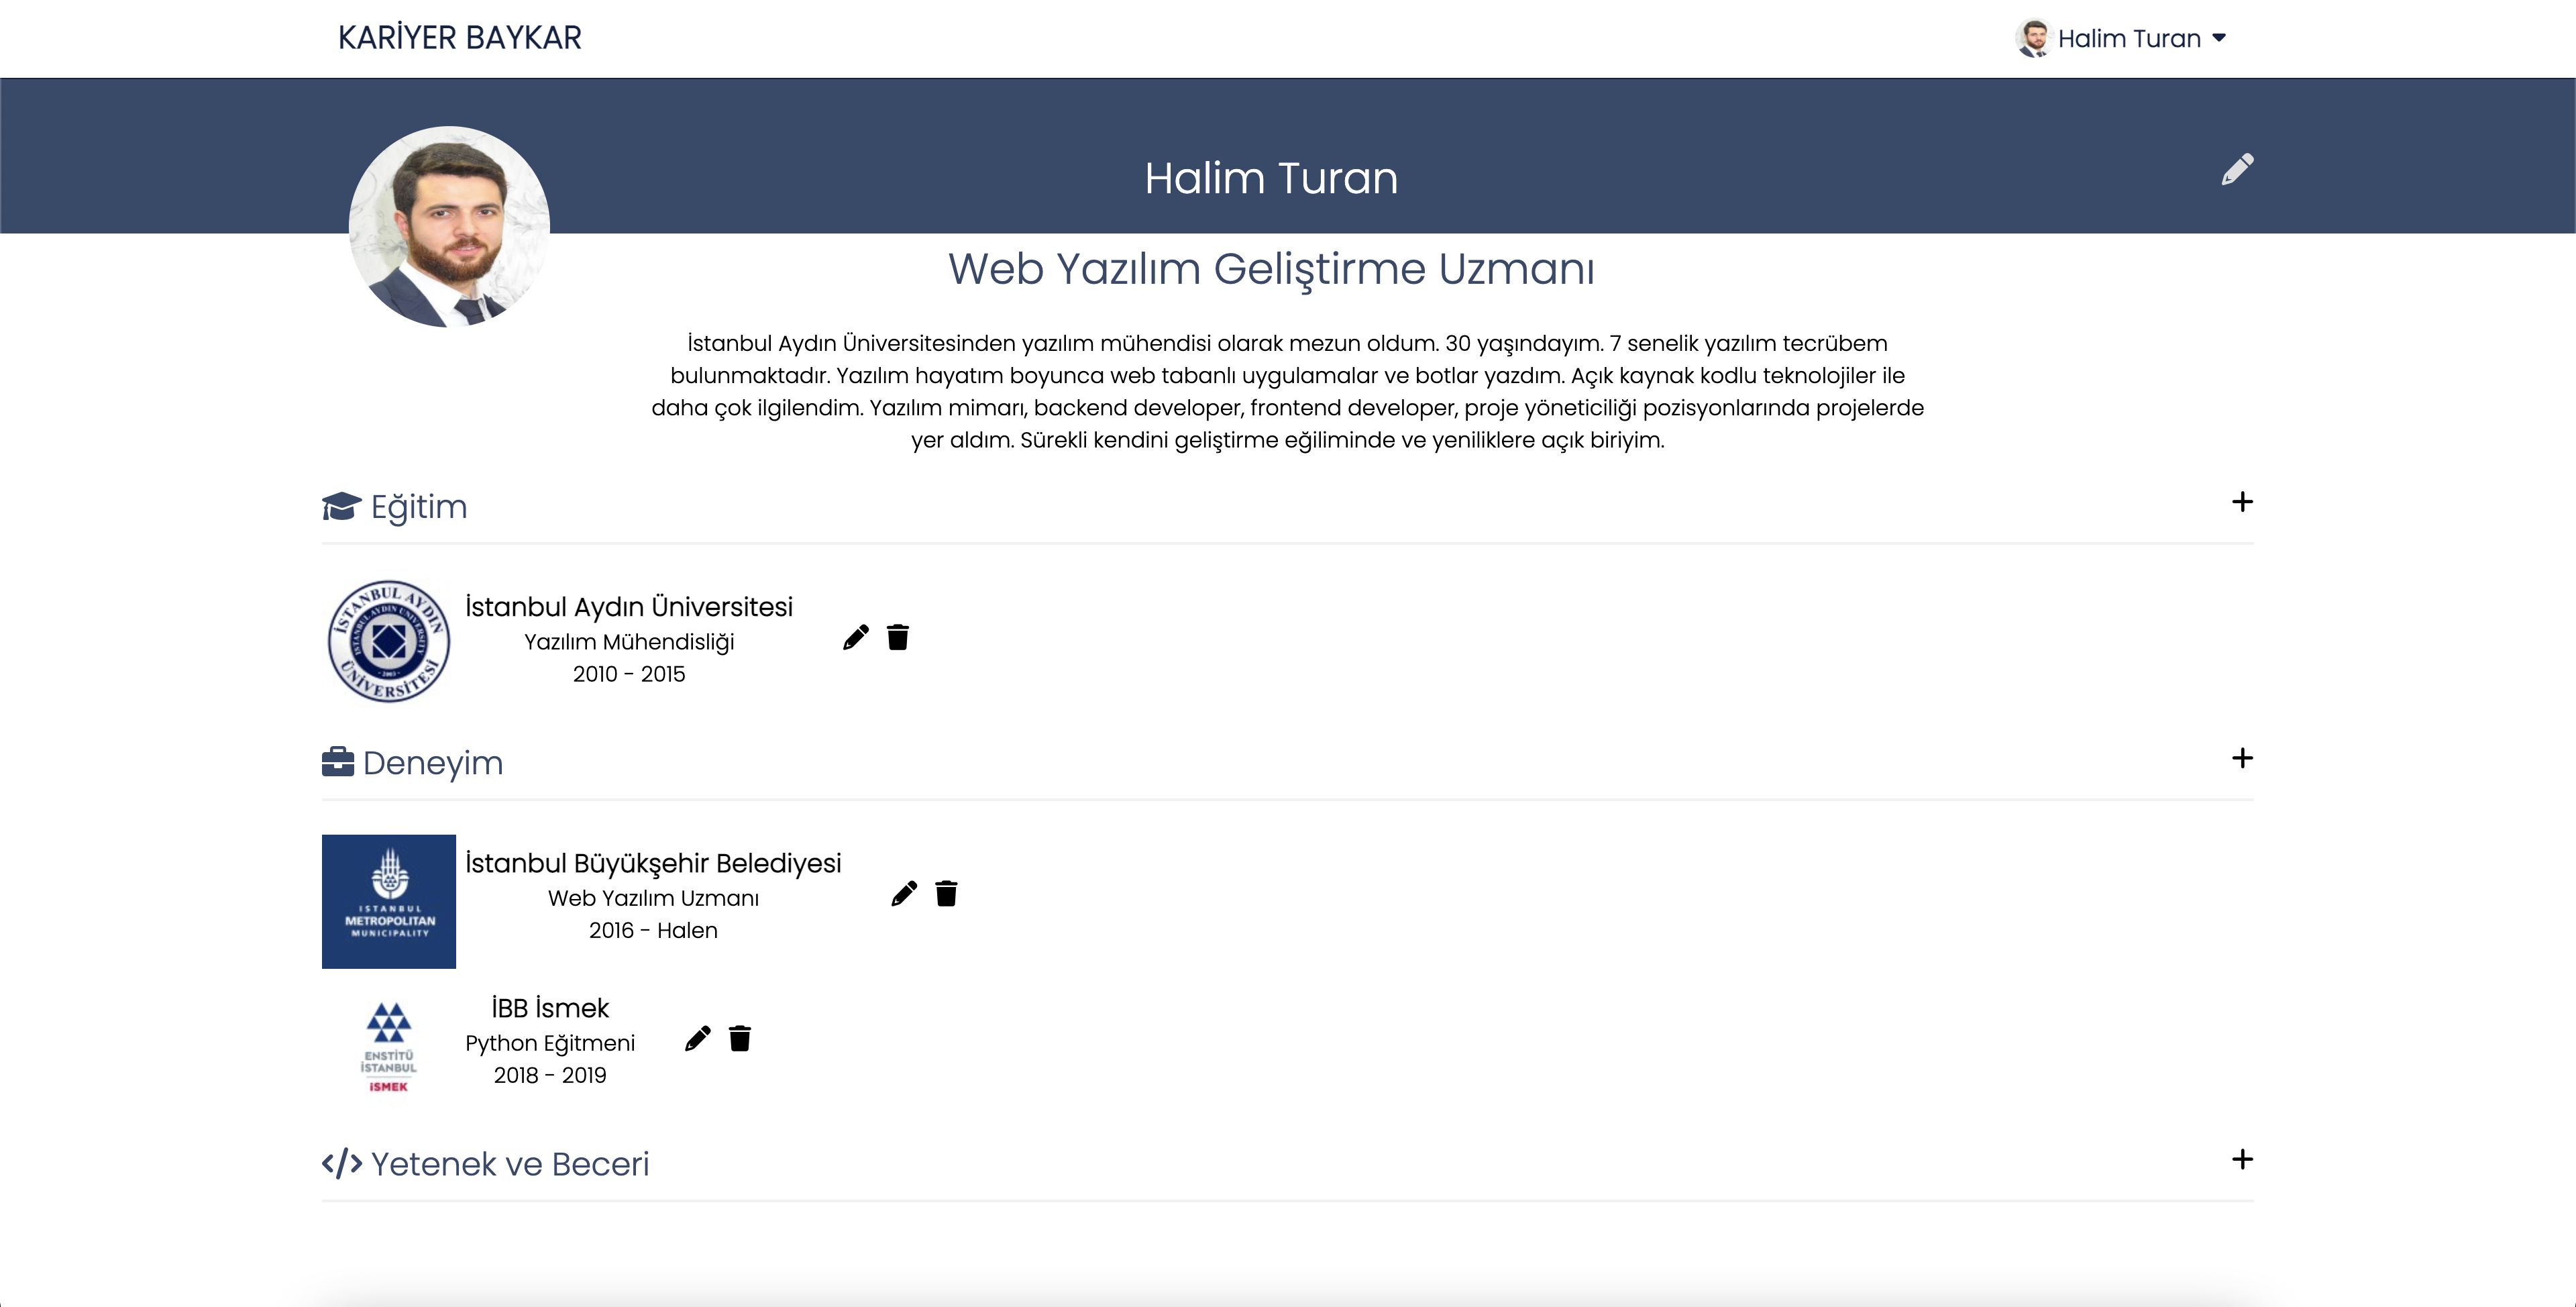 KARİYER BAYKAR
Halim Turan
Halim Turan
Web Yazılım Geliştirme Uzmanı
İstanbul Aydın Üniversitesinden yazılım mühendisi olarak mezun oldum. 30 yaşındayım. 7 senelik yazılım tecrübem
bulunmaktadır. Yazılım hayatım boyunca web tabanlı uygulamalar ve botlar yazdım. Açık kaynak kodlu teknolojiler ile
daha çok ilgilendim. Yazılım mimarı, backend developer, frontend developer, proje yöneticiliği pozisyonlarında projelerde
yer aldım. Sürekli kendini geliştirme eğiliminde ve yeniliklere açık biriyim.
Eğitim
İSTANBUL AYDIN
ÜNİVERSİTESİ
İSTANBUL AYDIN UNIVERSITY
· 2003 ·
İstanbul Aydın Üniversitesi
Yazılım Mühendisliği
2010 - 2015
Deneyim
ISTANBUL
METROPOLITAN
MUNICIPALITY
İstanbul Büyükşehir Belediyesi
Web Yazılım Uzmanı
2016 - Halen
ENSTİTÜ
İSTANBUL
İSMEK
İBB İsmek
Python Eğitmeni
2018 - 2019
</> Yetenek ve Beceri